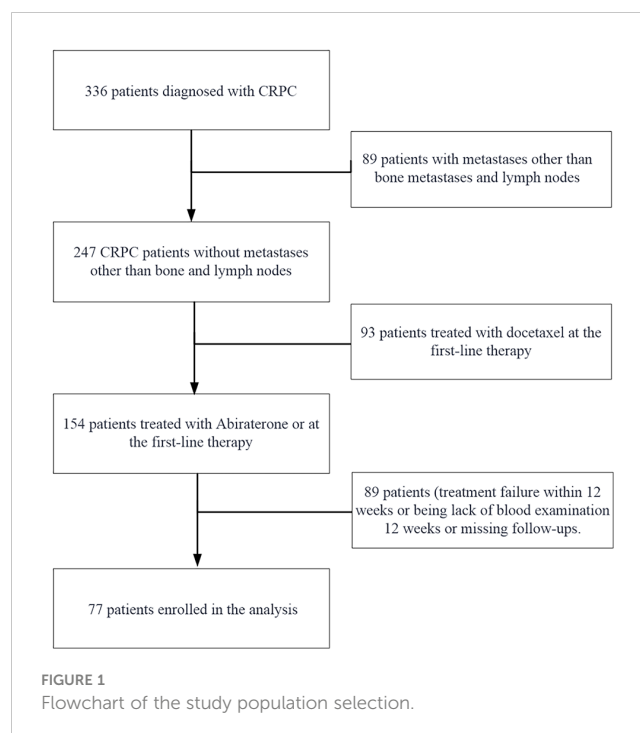 336 patients diagnosed with CRPC
89 patients with metastases other than
bone metastases and lymph nodes
247 CRPC patients without metastases
other than bone and lymph nodes
93 patients treated with docetaxel at the
first-line therapy
154 patients treated with Abiraterone or at
the first-line therapy
89 patients (treatment failure within 12
weeks or being lack of blood examination
12 weeks or missing follow-ups.
77 patients enrolled in the analysis
FIGURE 1
Flowchart of the study population selection.